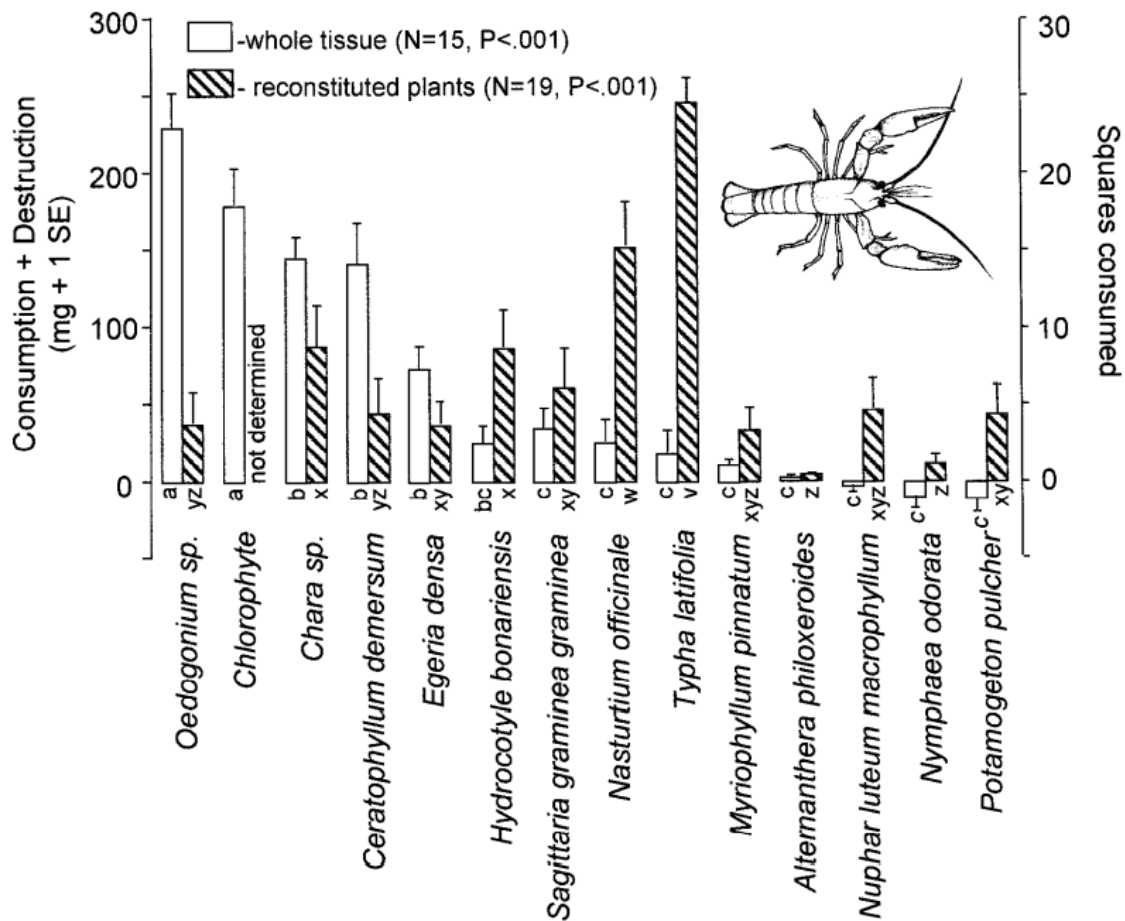 300
200
100
0
Consumption + Destruction
(mg + 1 SE)
-whole tissue (N=15, P<.001)
- reconstituted plants (N=19, P<.001)
30
20
10
0
Squares consumed
not determined
a
yz
a
b
x
b
yz
b
xy
bc
x
c
xy
c
w
c
v
c
xyz
c
z
c
xyz
c
z
c
xy
Oedogonium sp.
Chlorophyte
Chara sp.
Ceratophyllum demersum
Egeria densa
Hydrocotyle bonariensis
Sagittaria graminea graminea
Nasturtium officinale
Typha latifolia
Myriophyllum pinnatum
Alternanthera philoxeroides
Nuphar luteum macrophyllum
Nymphaea odorata
Potamogeton pulcher